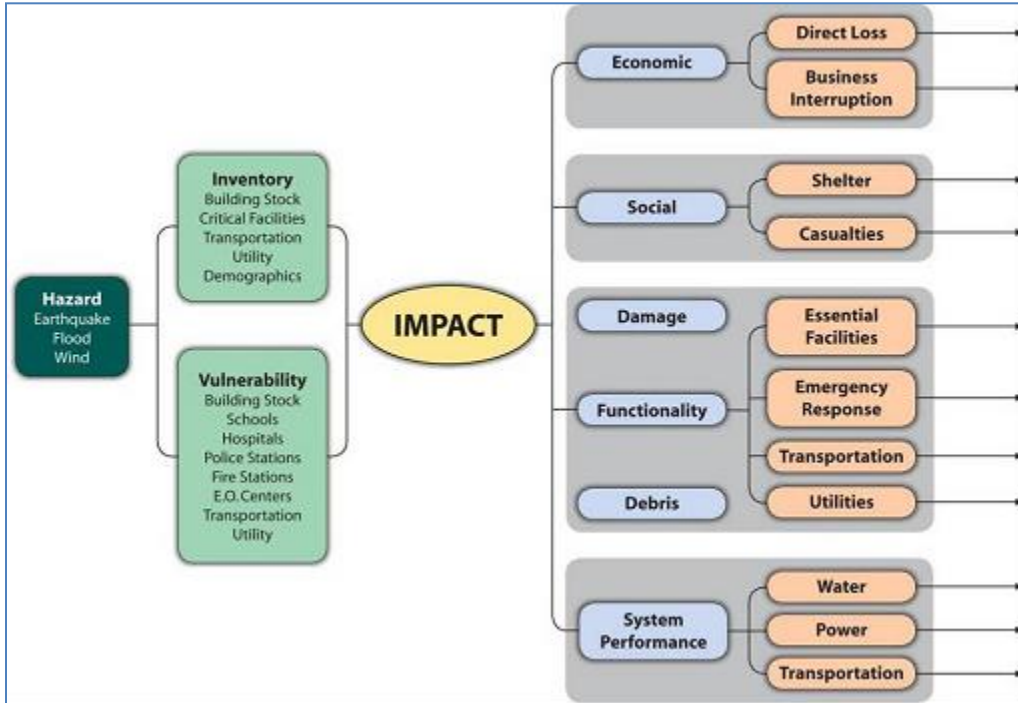 Hazard
Earthquake
Flood
Wind
Inventory
Building Stock
Critical Facilities
Transportation
Utility
Demographics
Vulnerability
Building Stock
Schools
Hospitals
Police Stations
Fire Stations
E.O. Centers
Transportation
Utility
IMPACT
Economic
Direct Loss
Business
Interruption
Social
Shelter
Casualties
Damage
Functionality
Debris
Essential
Facilities
Emergency
Response
Transportation
Utilities
System
Performance
Water
Power
Transportation